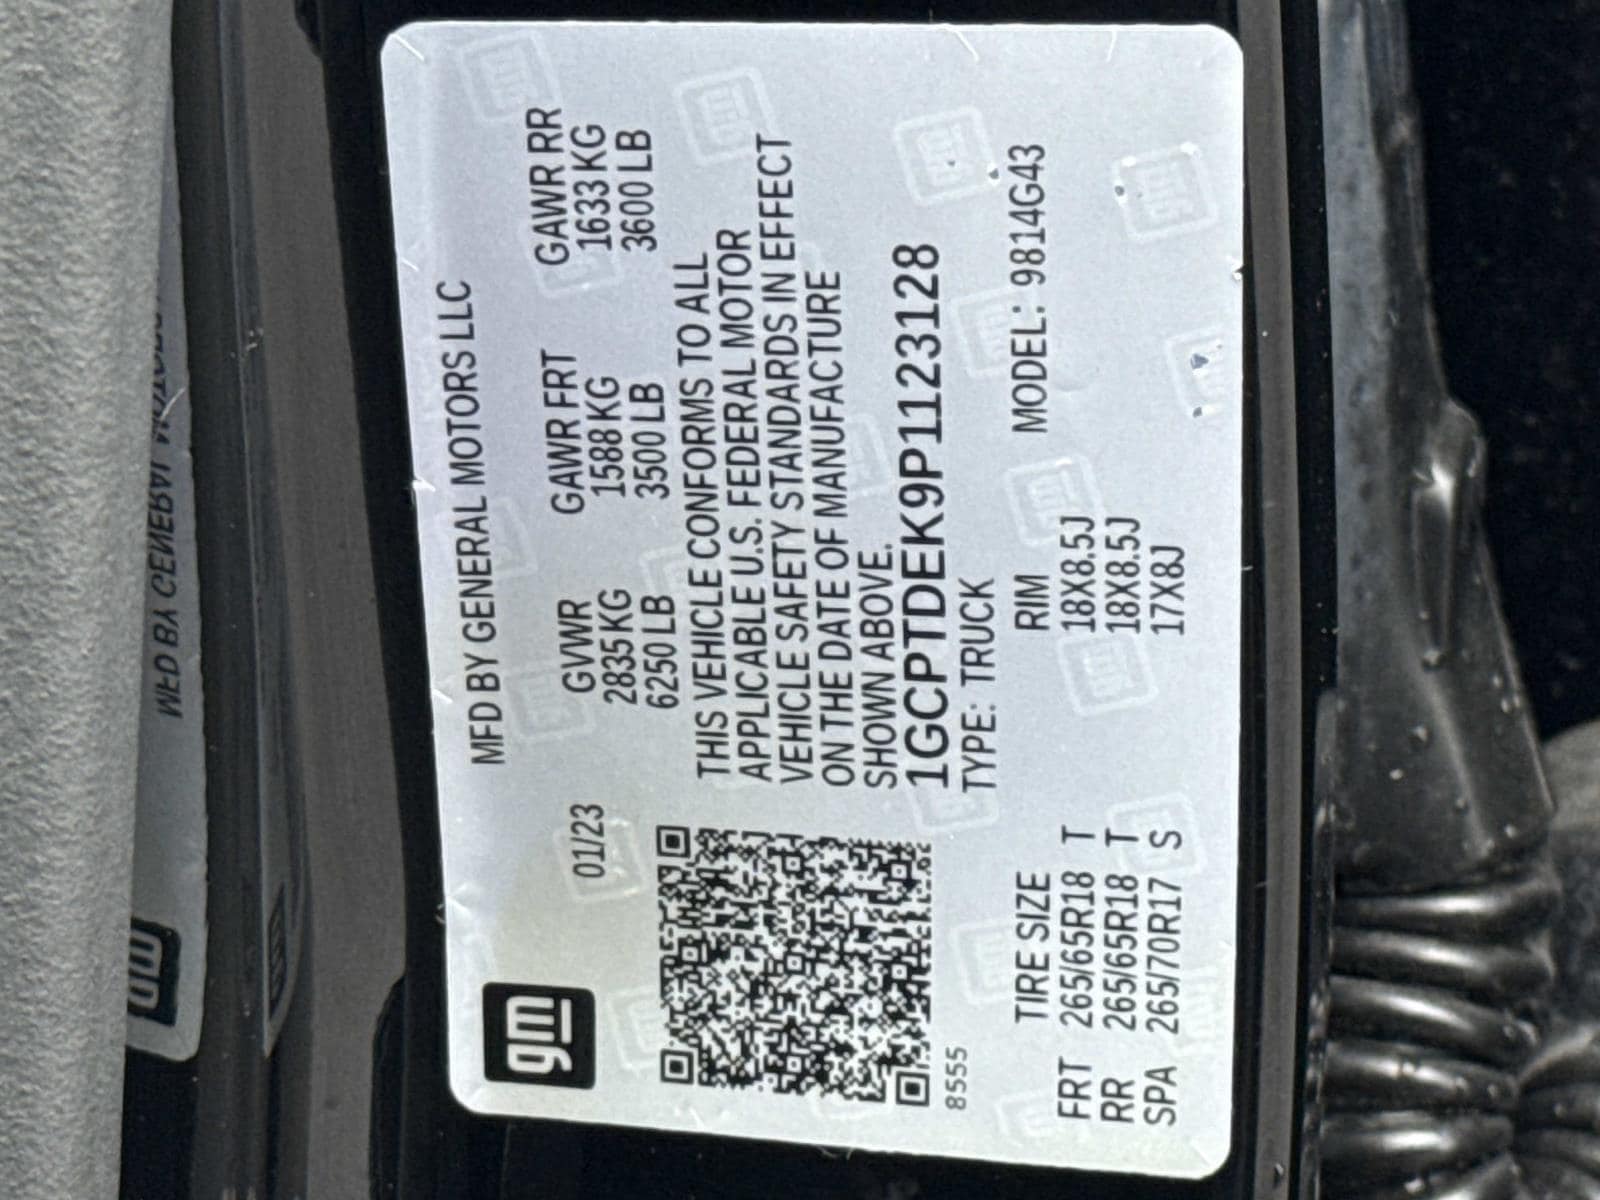 gm
MFD BY GENERAL MOTORS LLC
01/23
GVWR GAWR FRT GAWR RR
2835 KG 1588 KG 1633 KG
6250 LB 3500 LB 3600 LB
THIS VEHICLE CONFORMS TO ALL
APPLICABLE U.S. FEDERAL MOTOR
VEHICLE SAFETY STANDARDS IN EFFECT
ON THE DATE OF MANUFACTURE
SHOWN ABOVE.
1GCPTDEK9P1123128
8555
TYPE: TRUCK
TIRE SIZE RIM MODEL: 9814G43
FRT 265/65R18 T 18X8.5J
RR 265/65R18 T 18X8.5J
SPA 265/70R17 S 17X8J
gm
MFD BY GENERAL